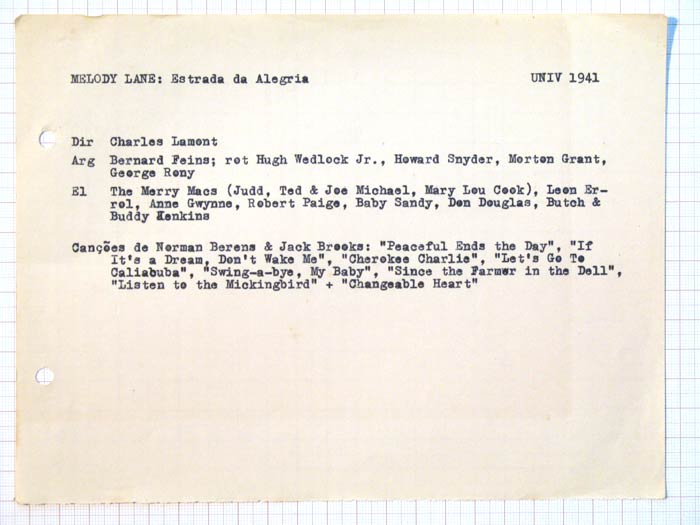 MELODY LANE: Estrada da Alegria UNIV 1941
Dir Charles Lamont
Arg Bernard Feins; rot Hugh Wedlock Jr., Howard Snyder, Morton Grant,
George Rony
El The Merry Macs (Judd, Ted & Joe Michael, Mary Lou Cook), Leon Er-
rol, Anne Gwynne, Robert Paige, Baby Sandy, Don Douglas, Butch &
Buddy Kenkins
Canções de Norman Berens & Jack Brooks: "Peaceful Ends the Day", "If
It's a Dream, Don't Wake Me", "Cherokee Charlie", "Let's Go To
Caliabuba", "Swing-a-bye, My Baby", "Since the Farmer in the Dell",
"Listen to the Mickingbird" + "Changeable Heart"